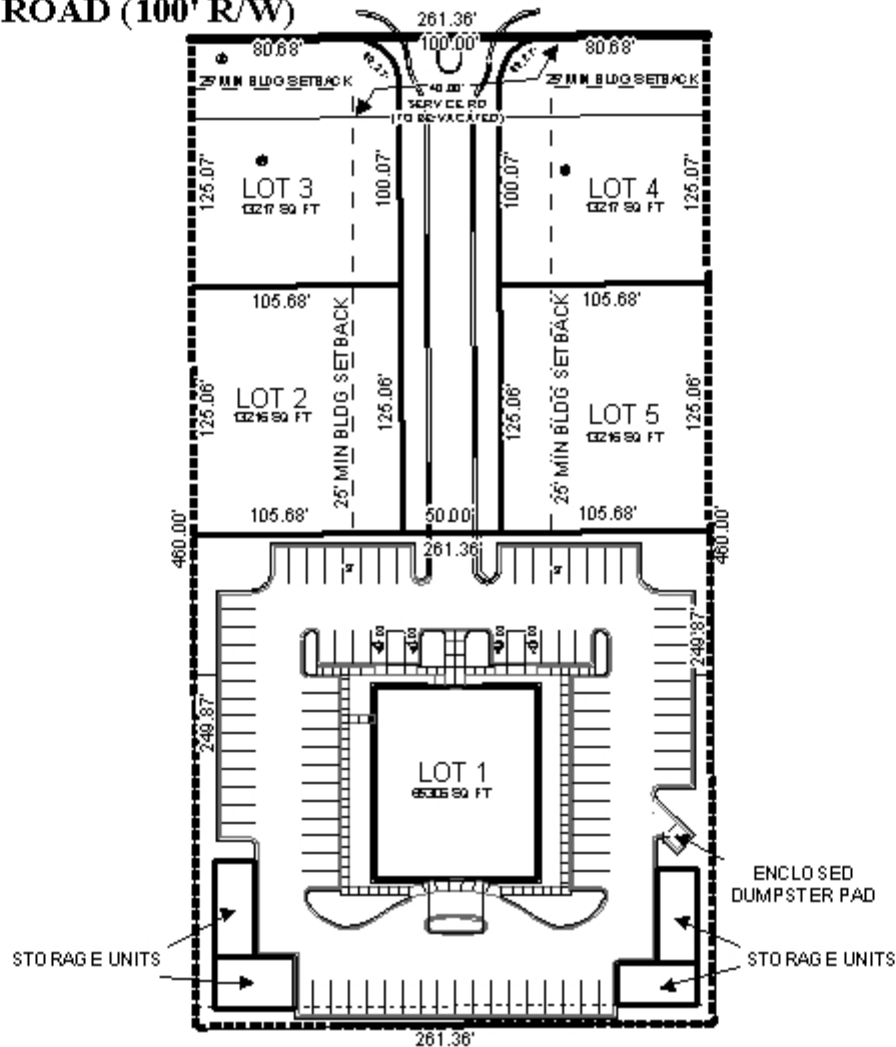 ROAD (100' R/W)
261.36'
80.68'
100.00'
80.68'
25' MIN BLDG SETBACK
40.00'
25' MIN BLDG SETBACK
SERVICE RD
(TO BE VACATED)
125.07'
LOT 3
13217 SQ FT
100.07'
100.07'
LOT 4
13217 SQ FT
125.07'
105.68'
105.68'
125.06'
LOT 2
13216 SQ FT
25' MIN BLDG SETBACK
125.06'
125.06'
25' MIN BLDG SETBACK
LOT 5
13216 SQ FT
125.06'
105.68'
50.00'
105.68'
460.00'
261.36'
460.00'
249.87'
249.87'
LOT 1
65306 SQ FT
ENCLOSED
DUMPSTER PAD
STORAGE UNITS
STORAGE UNITS
261.36'